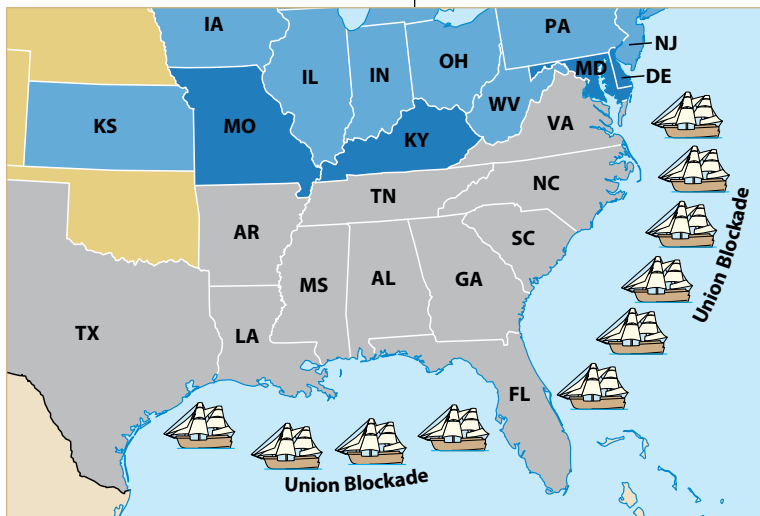 IA
PA
NJ
IL
IN
OH
MD
DE
WV
KS
MO
KY
VA
TN
NC
AR
SC
MS
AL
GA
TX
LA
FL
Union Blockade
Union Blockade